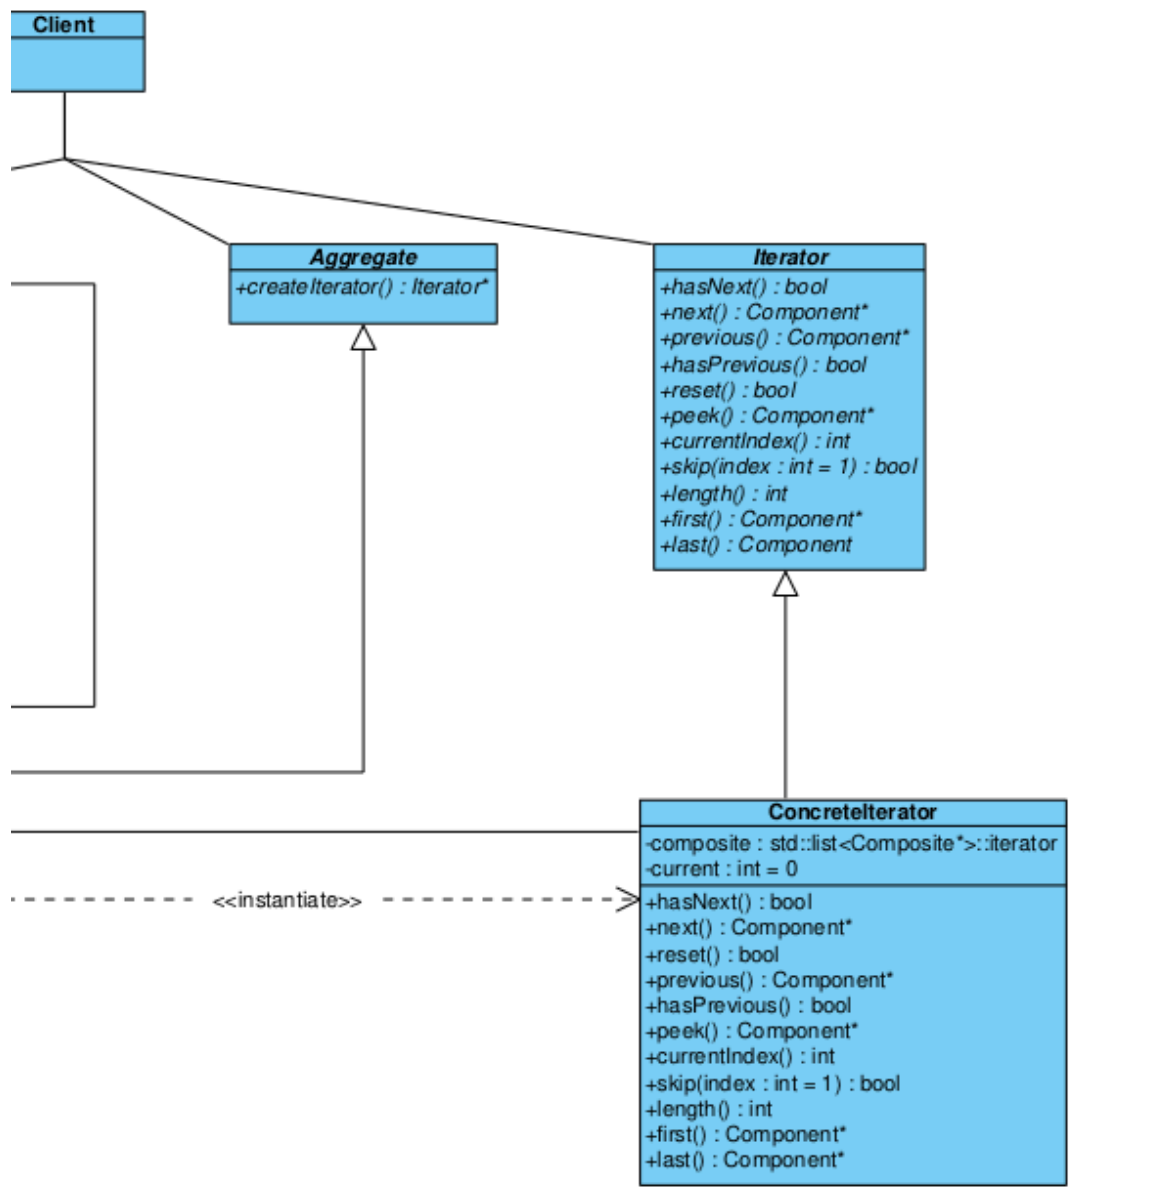 Client
Aggregate
+createIterator() : Iterator*
Iterator
+hasNext() : bool
+next() : Component*
+previous() : Component*
+hasPrevious() : bool
+reset() : bool
+peek() : Component*
+currentIndex() : int
+skip(index : int = 1) : bool
+length() : int
+first() : Component*
+last() : Component
ConcreteIterator
-composite : std::list<Composite*>::iterator
-current : int = 0
<<instantiate>>
+hasNext() : bool
+next() : Component*
+reset() : bool
+previous() : Component*
+hasPrevious() : bool
+peek() : Component*
+currentIndex() : int
+skip(index : int = 1) : bool
+length() : int
+first() : Component*
+last() : Component*